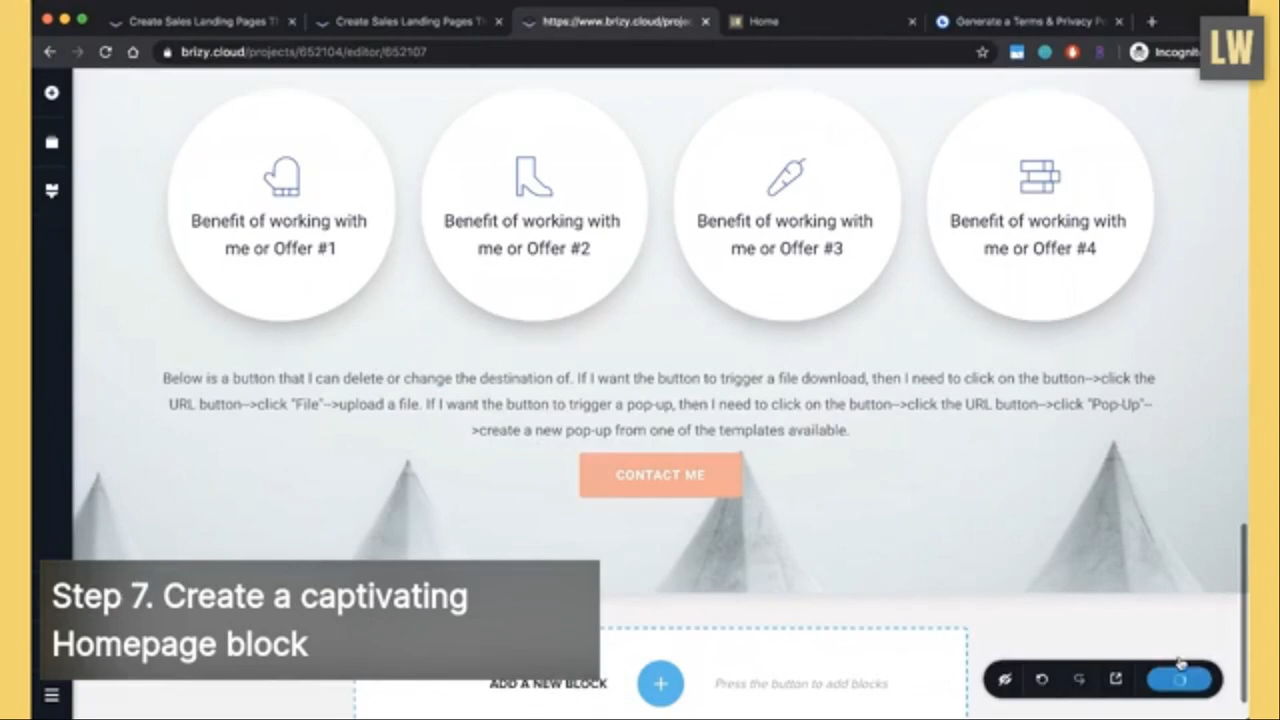 Create Sales Landing Pages T
Create Sales Landing Pages T
https://www.brizy.cloud/proje
Home
Generate a Terms & Privacy P
LW
brizy.cloud/projects/652104/editor/652107
Incognit
Benefit of working with
me or Offer #1
Benefit of working with
me or Offer #2
Benefit of working with
me or Offer #3
Benefit of working with
me or Offer #4
Below is a button that I can delete or change the destination of. If I want the button to trigger a file download, then I need to click on the button-->click the
URL button-->click "File"-->upload a file. If I want the button to trigger a pop-up, then I need to click on the button-->click the URL button-->click "Pop-Up"--
>create a new pop-up from one of the templates available.
CONTACT ME
Step 7. Create a captivating
Homepage block
ADD A NEW BLOCK
Press the button to add blocks